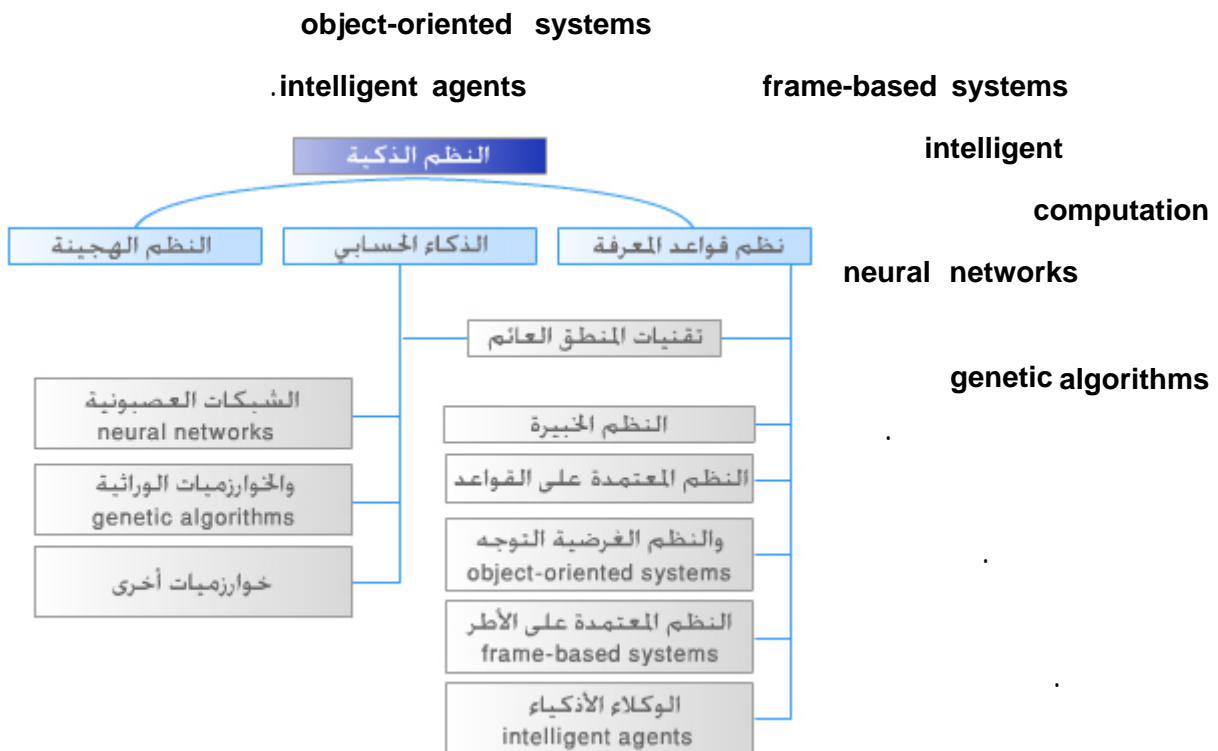 object-oriented systems
.intelligent agents frame-based systems
intelligent
computation
neural networks
genetic algorithms
.
.
.
النظم الذكية
نظم قواعد المعرفة
الذكاء الحسابي
النظم الهجينة
تقنيات المنطق العائم
النظم الخبيرة
النظم المعتمدة على القواعد
والنظم الغرضية التوجه
object-oriented systems
النظم المعتمدة على الأطر
frame-based systems
الوكلاء الأذكياء
intelligent agents
الشبكات العصبونية
neural networks
والخوارزميات الوراثية
genetic algorithms
خوارزميات أخرى